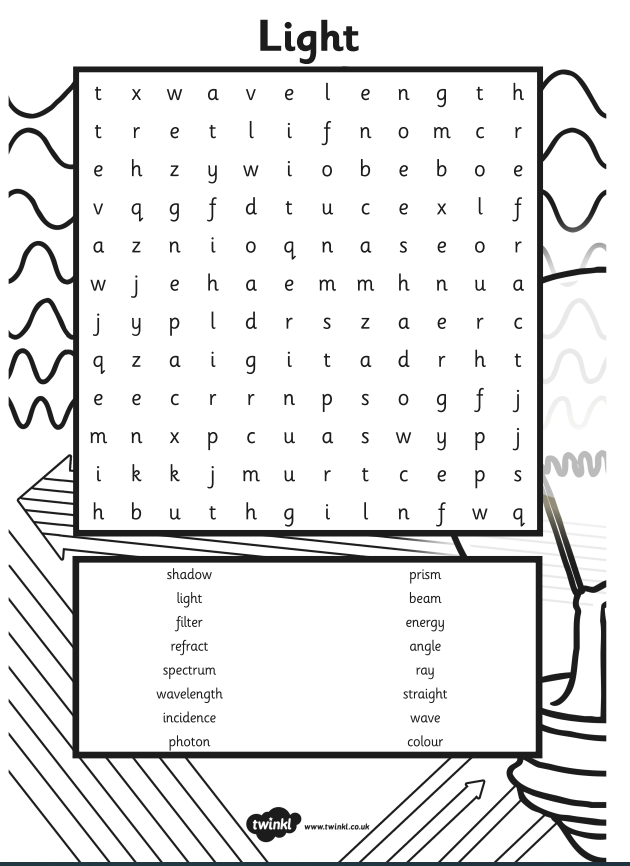 Light
t x w a v e l e n g t h
t r e t l i f n o m c r
e h z y w i o b e b o e
v q g f d t u c e x l f
a z n i o q n a s e o r
w j e h a e m m h n u a
j y p l d r s z a e r c
q z a i g i t a d r h t
e e c r r n p s o g f j
m n x p c u a s w y p j
i k k j m u r t c e p s
h b u t h g i l n f w q
shadow prism
light beam
filter energy
refract angle
spectrum ray
wavelength straight
incidence wave
photon colour
twinkl www.twinkl.co.uk